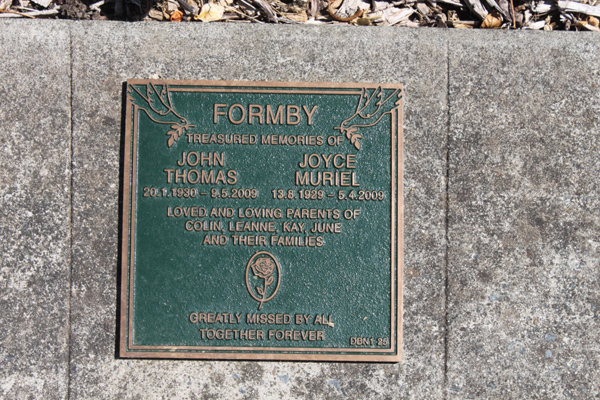 FORMBY
TREASURED MEMORIES OF
JOHN JOYCE
THOMAS MURIEL
20.1.1930 – 9.5.2009 13.8.1929 – 5.4.2009
LOVED AND LOVING PARENTS OF
COLIN, LEANNE, KAY, JUNE
AND THEIR FAMILIES
GREATLY MISSED BY ALL
TOGETHER FOREVER
DBN1 25